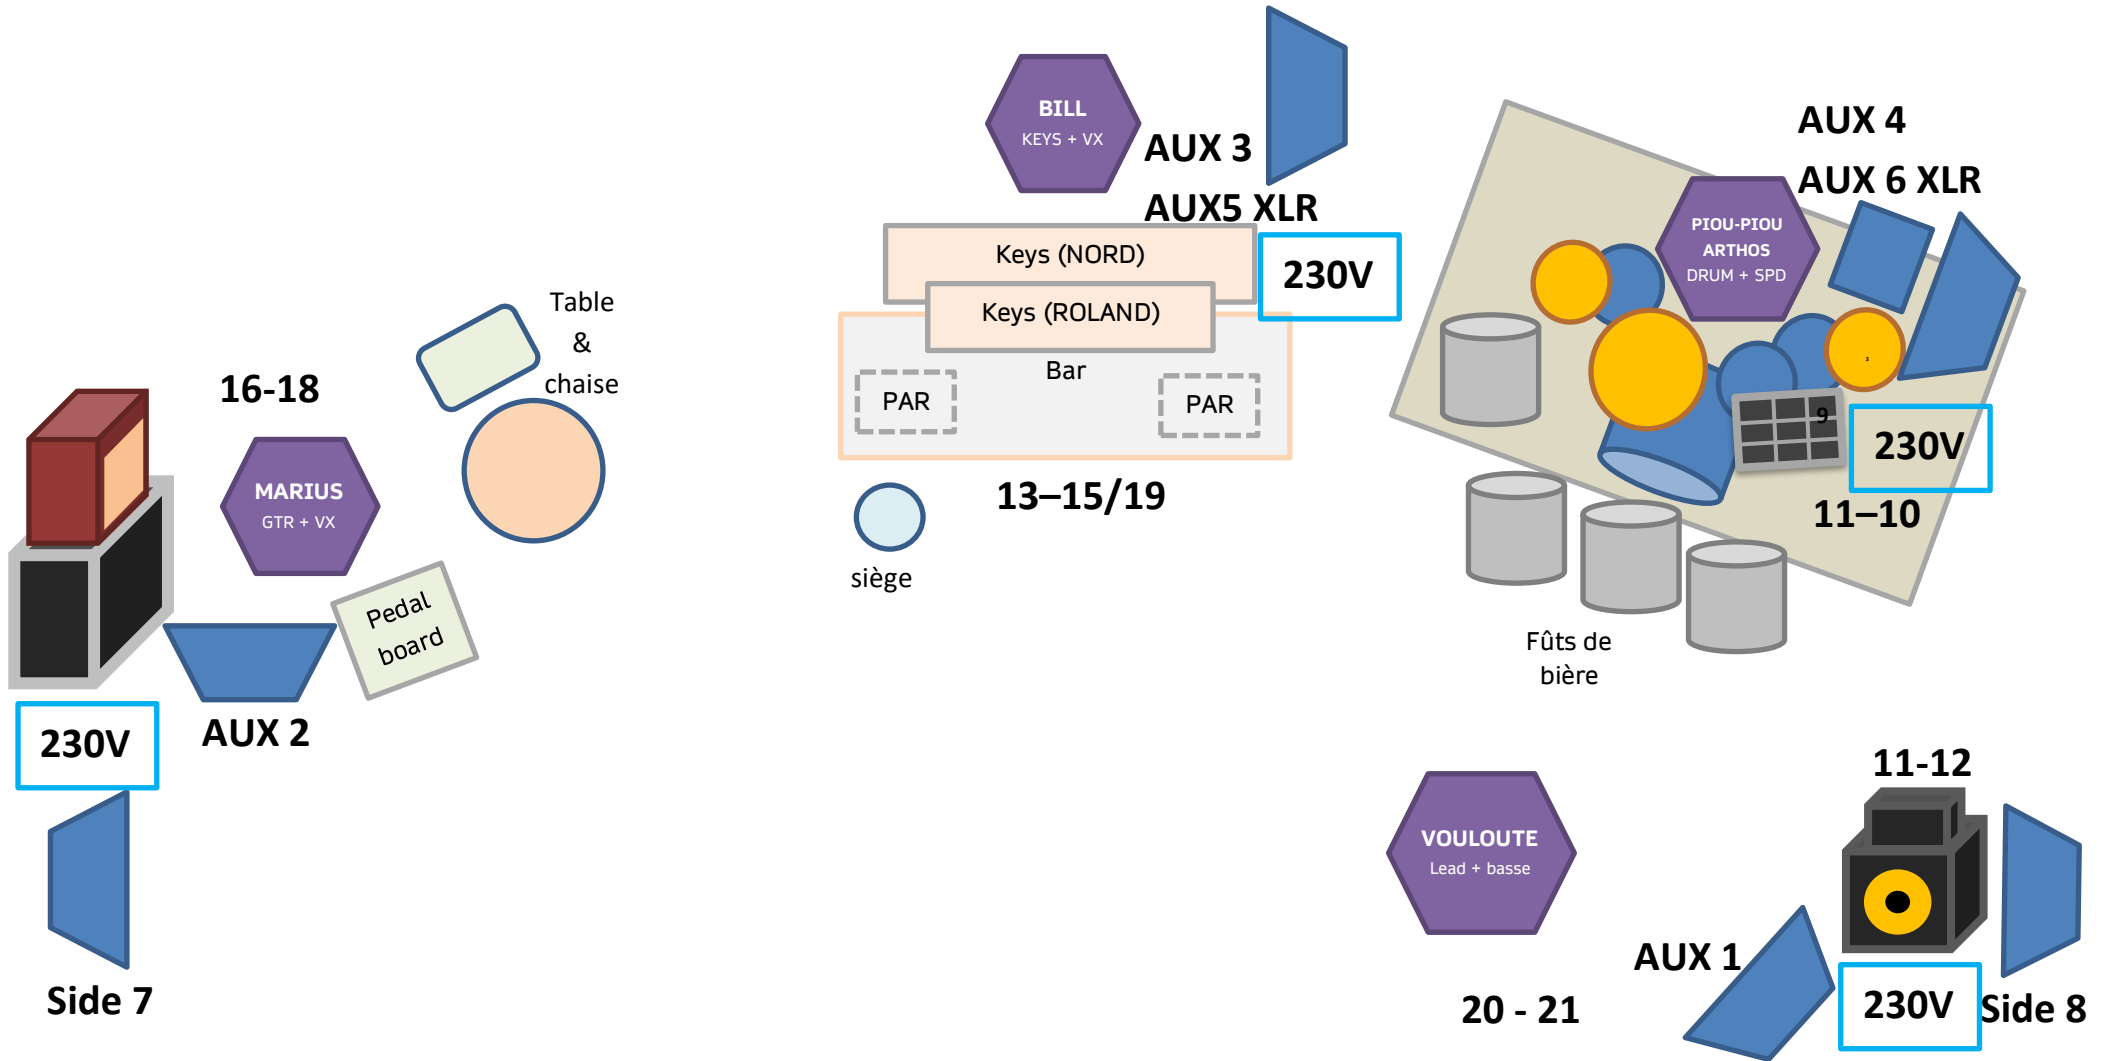 BILL
KEYS + VX
AUX 3
AUX5 XLR
AUX 4
AUX 6 XLR
PIOU-PIOU
ARTHOS
DRUM + SPD
Keys (NORD)
Keys (ROLAND)
230V
Bar
PAR
PAR
13–15/19
siège
Table
&
chaise
16-18
MARIUS
GTR + VX
Pedal
board
230V
AUX 2
Side 7
3
9
230V
11–10
Fûts de
bière
VOULOUTE
Lead + basse
11-12
AUX 1
20 - 21
230V
Side 8